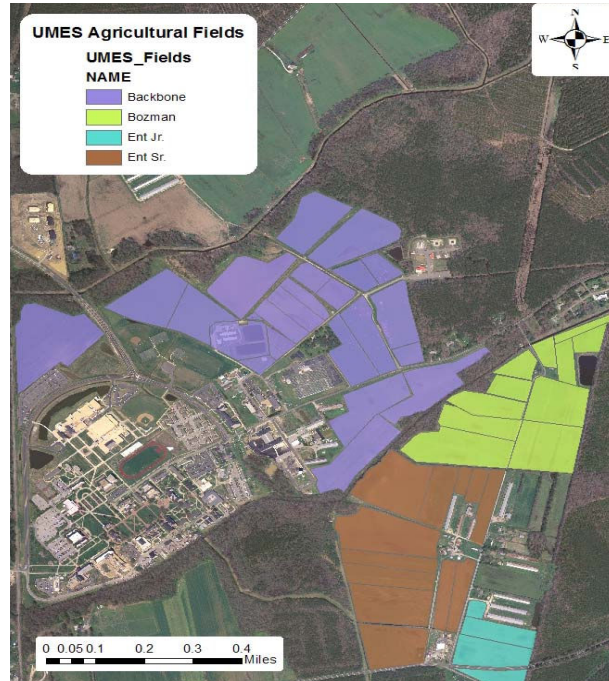 UMES Agricultural Fields
UMES_Fields
NAME
Backbone
Bozman
Ent Jr.
Ent Sr.
N
W
E
S
0 0.05 0.1 0.2 0.3 0.4
Miles